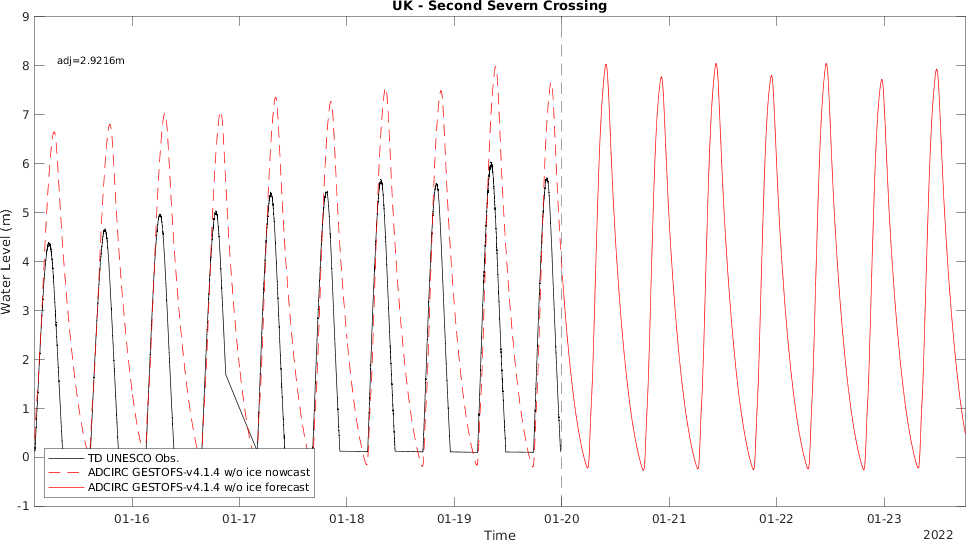 UK - Second Severn Crossing
adj=2.9216m
9
8
7
6
5
4
3
2
1
0
-1
Water Level (m)
TD UNESCO Obs.
ADCIRC GESTOFS-v4.1.4 w/o ice nowcast
ADCIRC GESTOFS-v4.1.4 w/o ice forecast
01-16 01-17 01-18 01-19 01-20 01-21 01-22 01-23
Time
2022